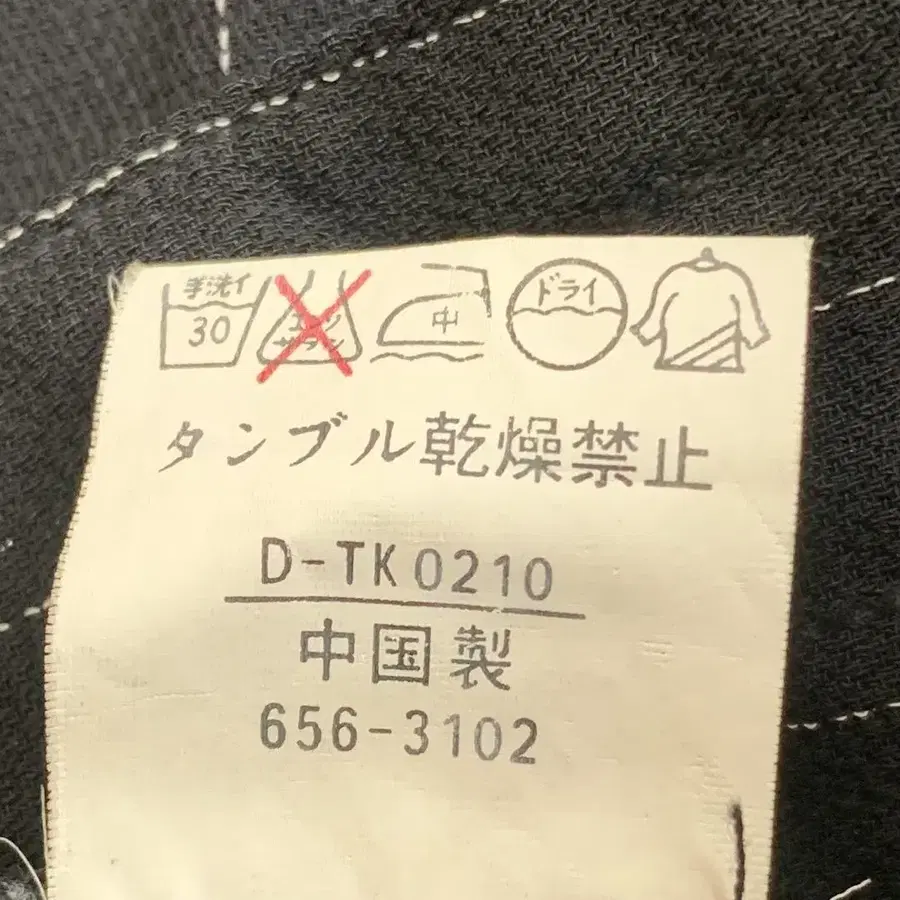 手洗イ 30 エンソ サラシ 中 ドライ
タンブル乾燥禁止
D-TK0210
中国製
656-3102